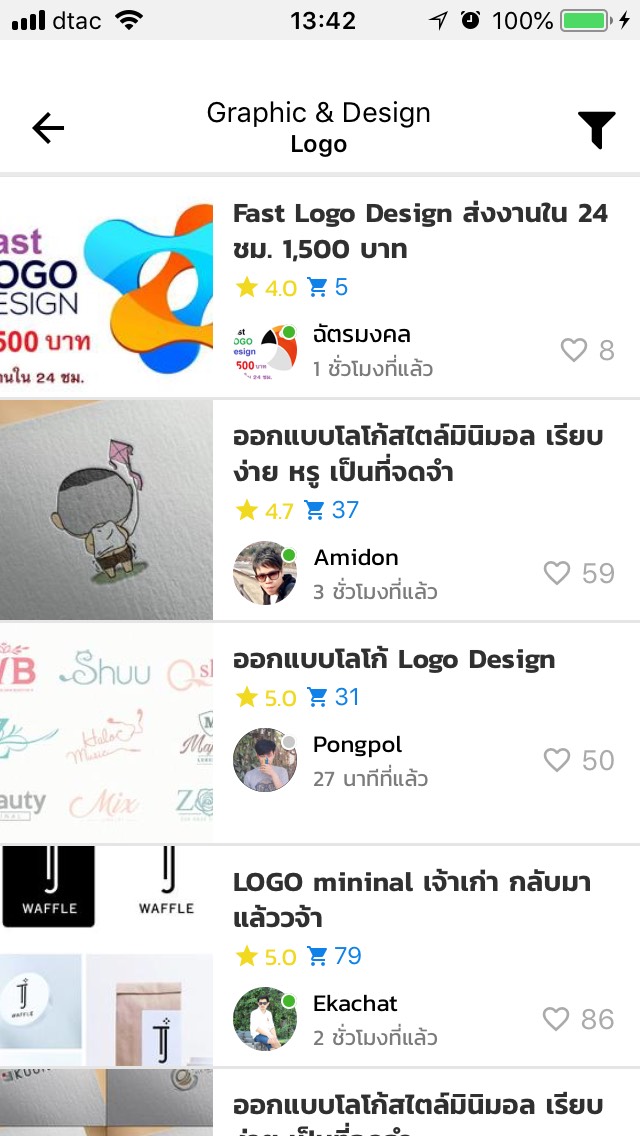 dtac 13:42 100%
Graphic & Design
Logo
ast
OGO
ESIGN
500 บาท
านใน 24 ชม.
Fast Logo Design ส่งงานใน 24
ชม. 1,500 บาท
4.0 5
ฉัตรมงคล
1 ชั่วโมงที่แล้ว
8
ออกแบบโลโก้สไตล์มินิมอล เรียบ
ง่าย หรู เป็นที่จดจำ
4.7 37
Amidon
3 ชั่วโมงที่แล้ว
59
Shuu
Halo
Music
auty
Mix
ออกแบบโลโก้ Logo Design
5.0 31
Pongpol
27 นาทีที่แล้ว
50
WAFFLE
WAFFLE
WAFFLE
LOGO mininal เจ้าเก่า กลับมา
แล้ววจ้า
5.0 79
Ekachat
2 ชั่วโมงที่แล้ว
86
ออกแบบโลโก้สไตล์มินิมอล เรียบ